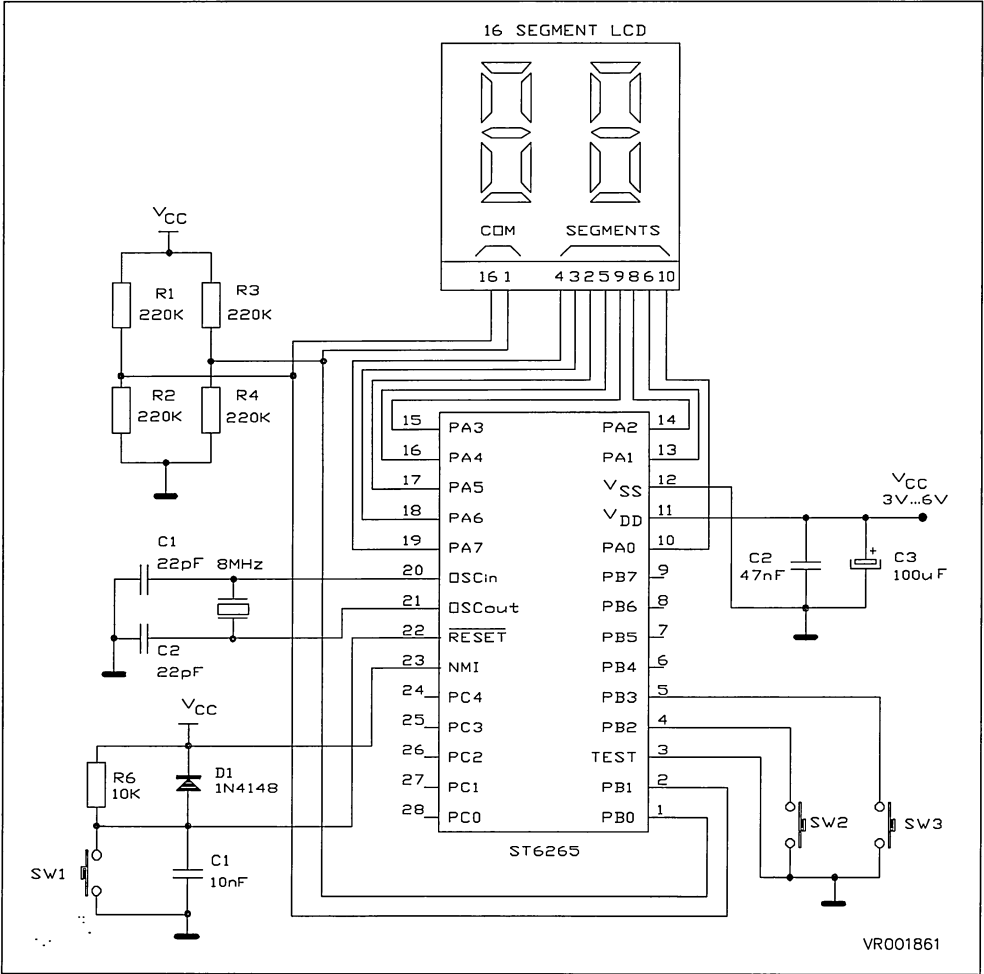 16 SEGMENT LCD
COM SEGMENTS
16 1 4 3 2 5 9 8 6 10
VCC
R1
220K
R3
220K
R2
220K
R4
220K
15 PA3
16 PA4
17 PA5
18 PA6
19 PA7
20 OSCin
21 OSCout
22 RESET
23 NMI
24 PC4
25 PC3
26 PC2
27 PC1
28 PC0
PA2 14
PA1 13
VSS 12
VDD 11
PA0 10
PB7 9
PB6 8
PB5 7
PB4 6
PB3 5
PB2 4
TEST 3
PB1 2
PB0 1
ST6265
VCC
3V...6V
C2
47nF
+
C3
100uF
C1
22pF
8MHz
C2
22pF
VCC
R6
10K
D1
1N4148
SW1
C1
10nF
SW2
SW3
VR001861